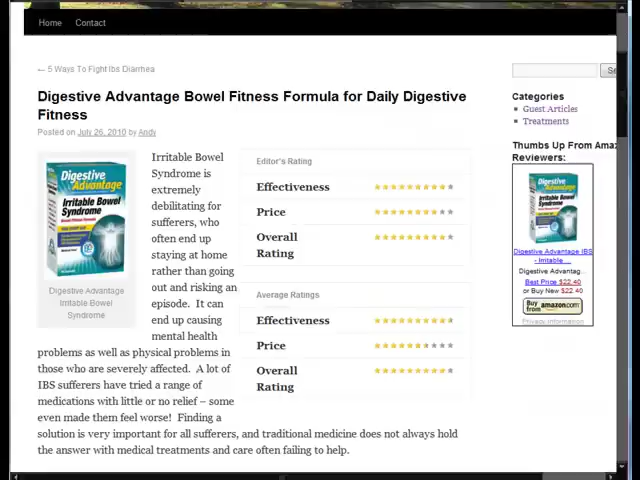 Home Contact
← 5 Ways To Fight Ibs Diarrhea
Digestive Advantage Bowel Fitness Formula for Daily Digestive
Fitness
Posted on July 26, 2010 by Andy
Digestive
Advantage
Irritable Bowel
Syndrome
Digestive Advantage
Irritable Bowel
Syndrome
Irritable Bowel
Syndrome is
extremely
debilitating for
sufferers, who
often end up
staying at home
rather than going
out and risking an
episode. It can
end up causing
mental health
problems as well as physical problems in
those who are severely affected. A lot of
IBS sufferers have tried a range of
medications with little or no relief – some
even made them feel worse! Finding a
solution is very important for all sufferers, and traditional medicine does not always hold
the answer with medical treatments and care often failing to help.
Editor's Rating
Effectiveness
Price
Overall
Rating
Average Ratings
Effectiveness
Price
Overall
Rating
Se
Categories
Guest Articles
Treatments
Thumbs Up From Amaz
Reviewers:
Digestive Advantage IBS
- Irritable ...
Digestive Advantag...
Best Price $22.40
or Buy New $22.40
Buy from amazon.com
Privacy Information